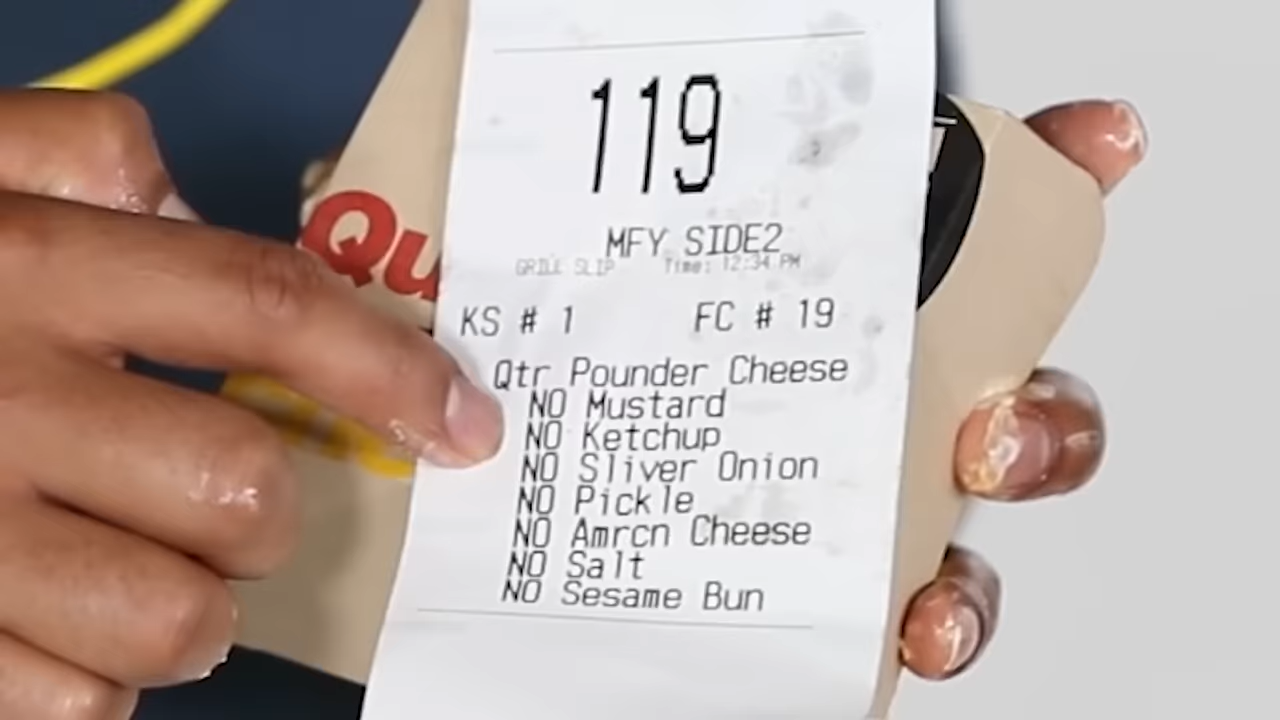 119
MFY SIDE2
GRILL SLIP Time: 12:34 PM
KS # 1 FC # 19
Qu
Qtr Pounder Cheese
NO Mustard
NO Ketchup
NO Sliver Onion
NO Pickle
NO Amrcn Cheese
NO Salt
NO Sesame Bun